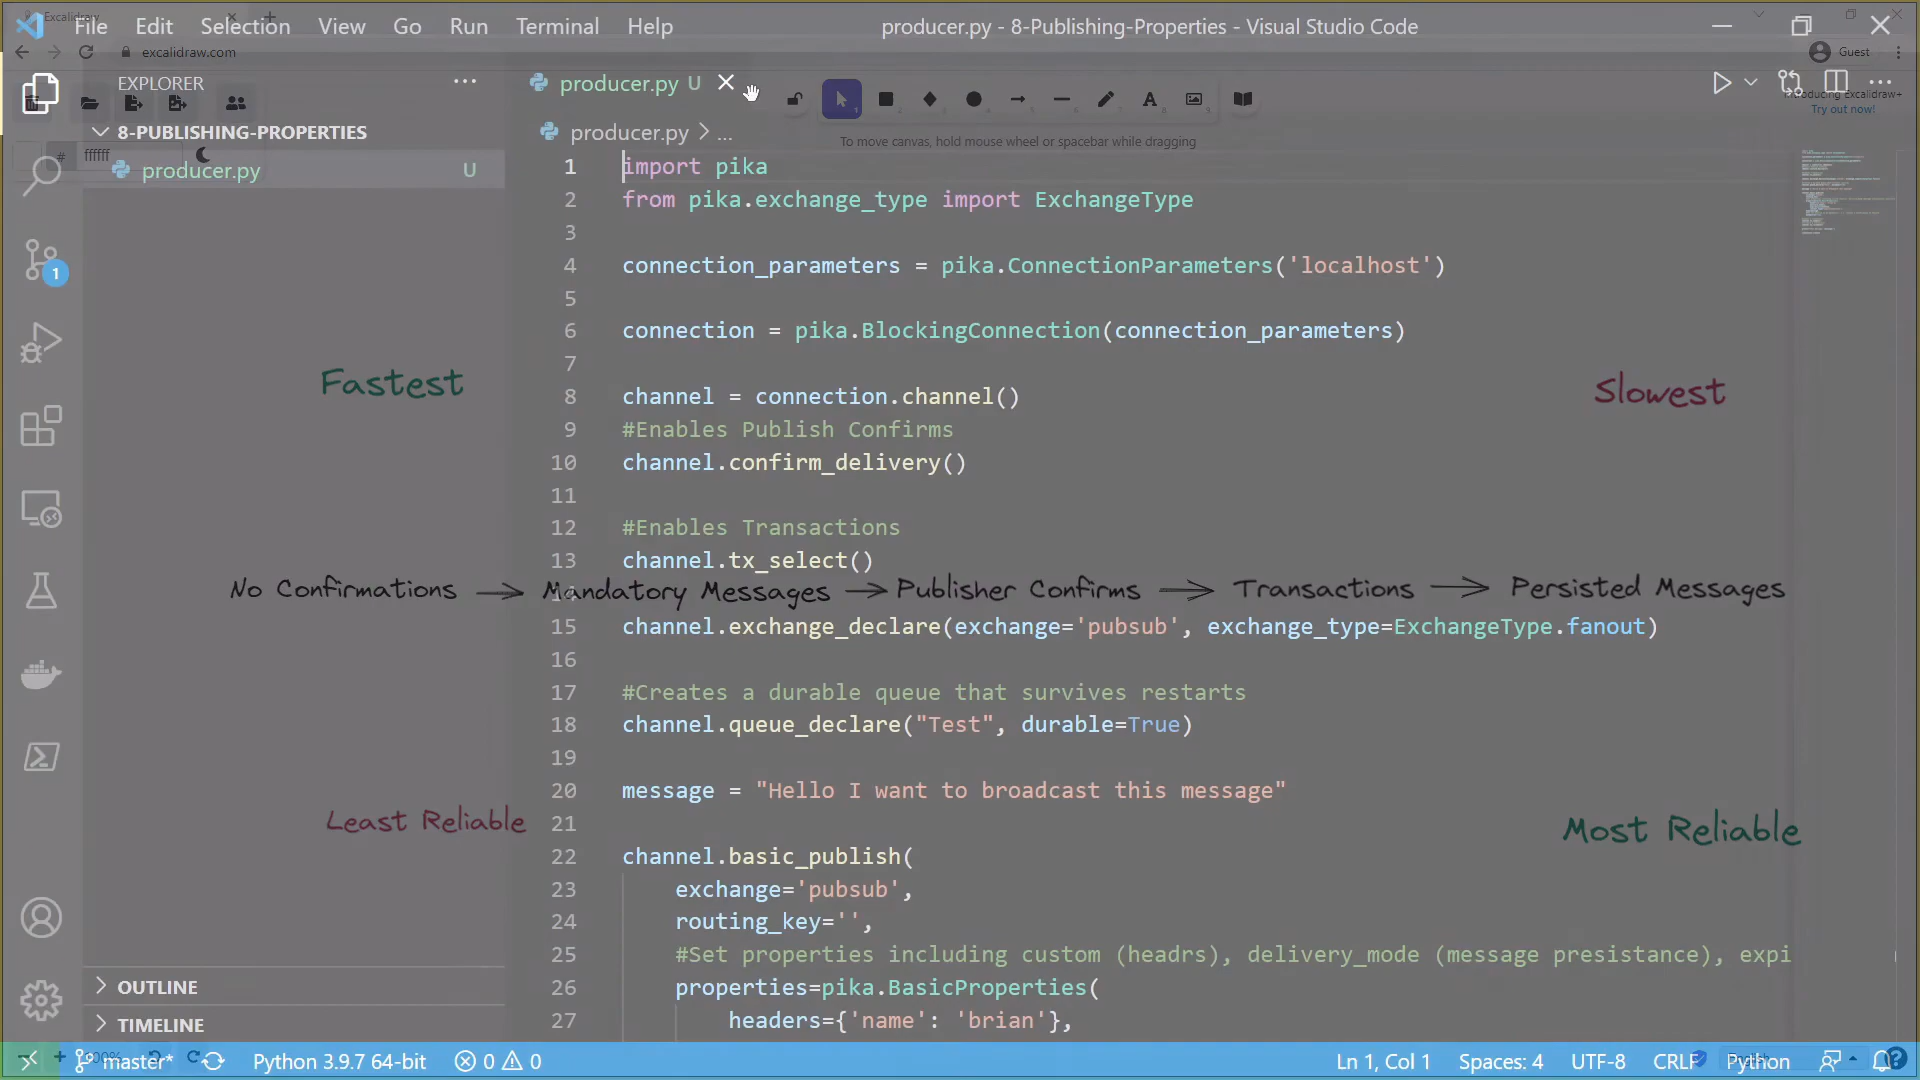 Excalidraw
File Edit Selection View Go Run Terminal Help
producer.py - 8-Publishing-Properties - Visual Studio Code
excalidraw.com
Guest
EXPLORER
producer.py U
Introducing Excalidraw+
Try out now!
8-PUBLISHING-PROPERTIES
producer.py > ...
To move canvas, hold mouse wheel or spacebar while dragging
# ffffff
producer.py U
1 import pika
2 from pika.exchange_type import ExchangeType
3
4 connection_parameters = pika.ConnectionParameters('localhost')
5
6 connection = pika.BlockingConnection(connection_parameters)
7
Fastest
Slowest
8 channel = connection.channel()
9 #Enables Publish Confirms
10 channel.confirm_delivery()
11
12 #Enables Transactions
13 channel.tx_select()
No Confirmations → Mandatory Messages → Publisher Confirms → Transactions → Persisted Messages
15 channel.exchange_declare(exchange='pubsub', exchange_type=ExchangeType.fanout)
16
17 #Creates a durable queue that survives restarts
18 channel.queue_declare("Test", durable=True)
19
20 message = "Hello I want to broadcast this message"
Least Reliable
Most Reliable
21
22 channel.basic_publish(
23 exchange='pubsub',
24 routing_key='',
25 #Set properties including custom (headrs), delivery_mode (message presistance), expi
26 properties=pika.BasicProperties(
27 headers={'name': 'brian'},
OUTLINE
TIMELINE
1
master* Python 3.9.7 64-bit 0 0
Ln 1, Col 1 Spaces: 4 UTF-8 CRLF Python